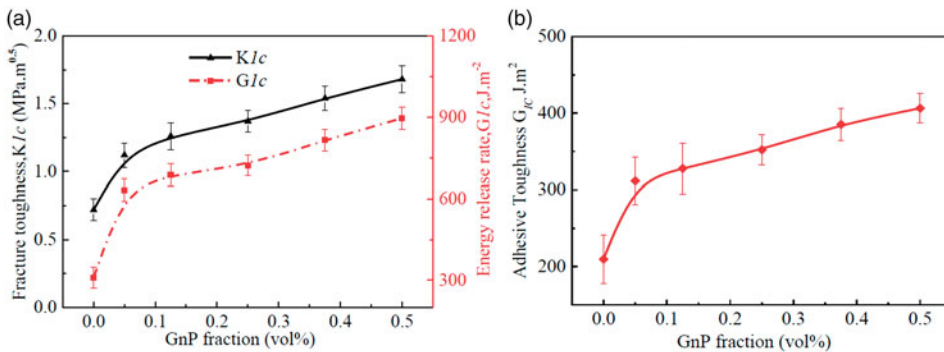 (a)
2.0
1.5
1.0
0.5
0.0
Fracture toughness,K1c (MPa.m0.5)
K1c
G1c
1200
900
600
300
Energy release rate,G1c,J.m-2
0.0 0.1 0.2 0.3 0.4 0.5
GnP fraction (vol%)
(b)
500
400
300
200
Adhesive Toughness GIC J.m2
0.0 0.1 0.2 0.3 0.4 0.5
GnP fraction (vol%)